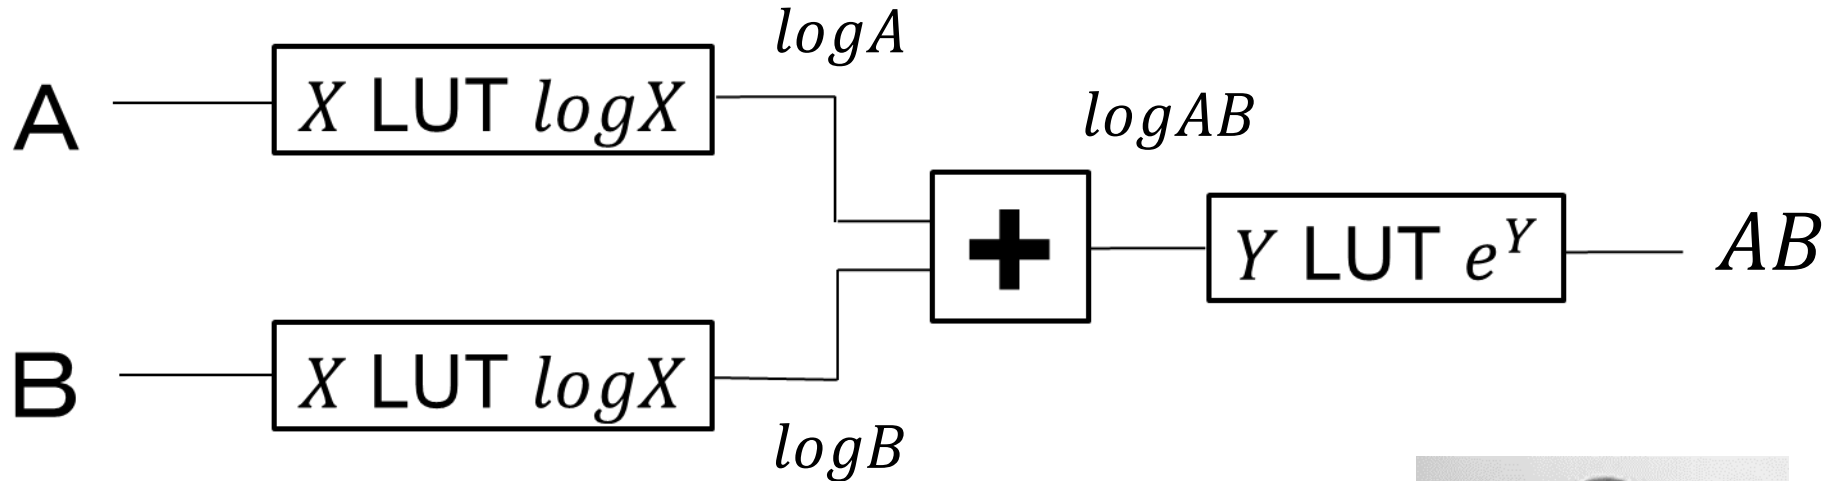 logA
A X LUT logX
logAB
+
Y LUT e^Y AB
B X LUT logX
logB